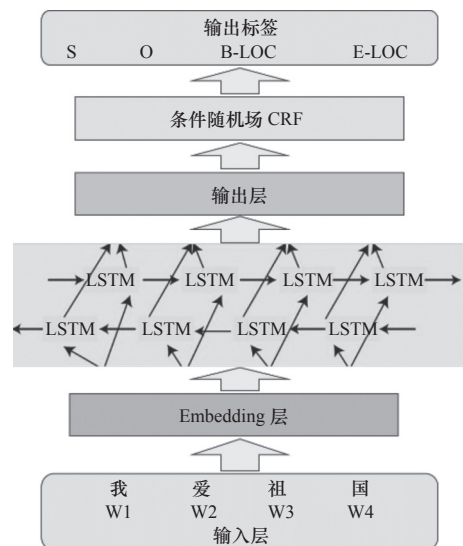 输出标签
S O B-LOC E-LOC
条件随机场 CRF
输出层
LSTM LSTM LSTM LSTM
LSTM LSTM LSTM LSTM
Embedding 层
我 爱 祖 国
W1 W2 W3 W4
输入层